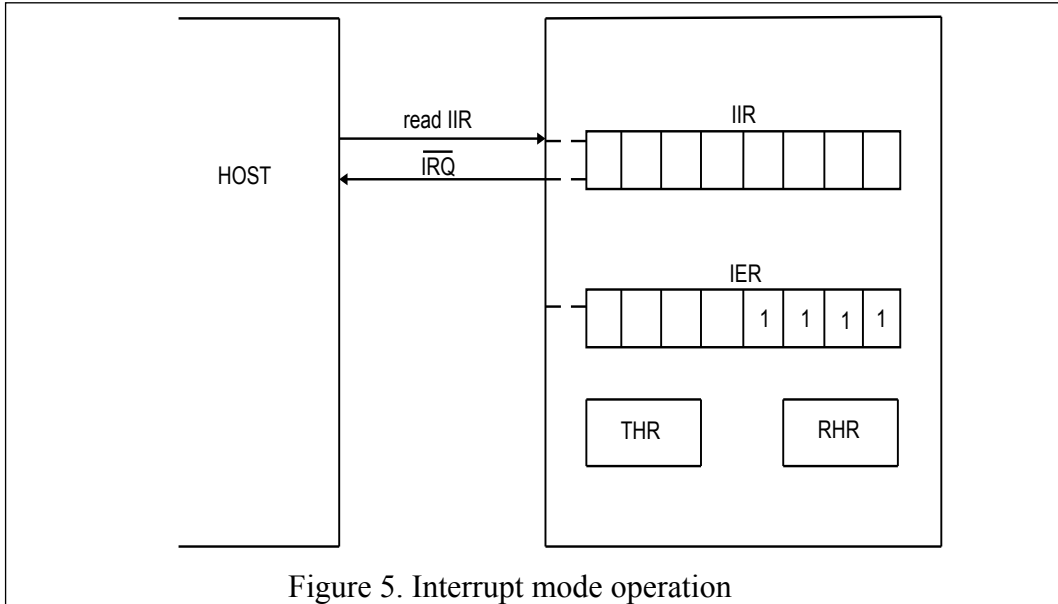 read IIR
IIR
HOST
IRQ
IER
1 1 1 1
THR
RHR
Figure 5. Interrupt mode operation